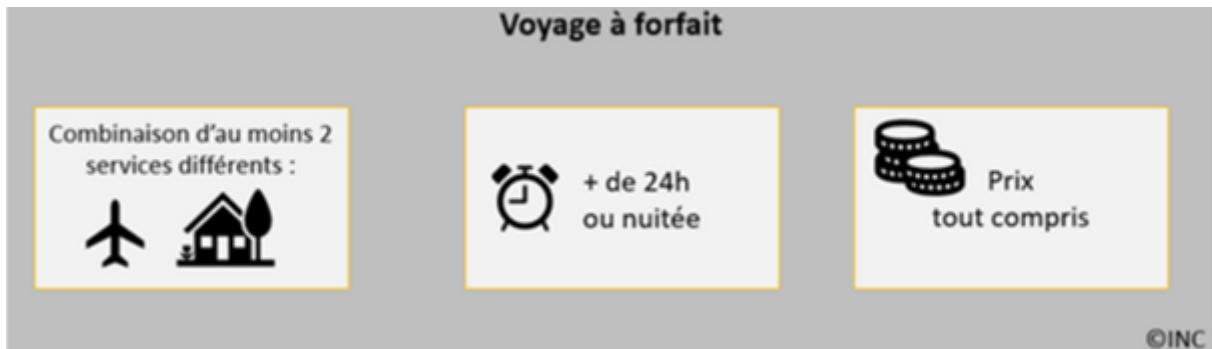 Voyage à forfait
Combinaison d'au moins 2
services différents :
+ de 24h
ou nuitée
Prix
tout compris
©INC